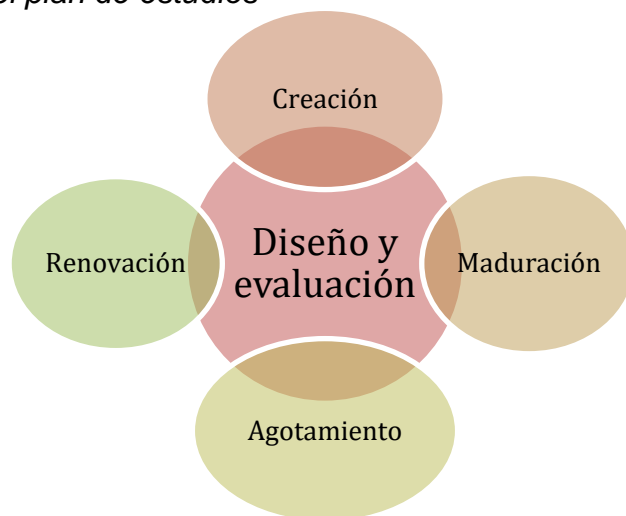 plan de estudios
Creación
Renovación
Diseño y
evaluación
Maduración
Agotamiento